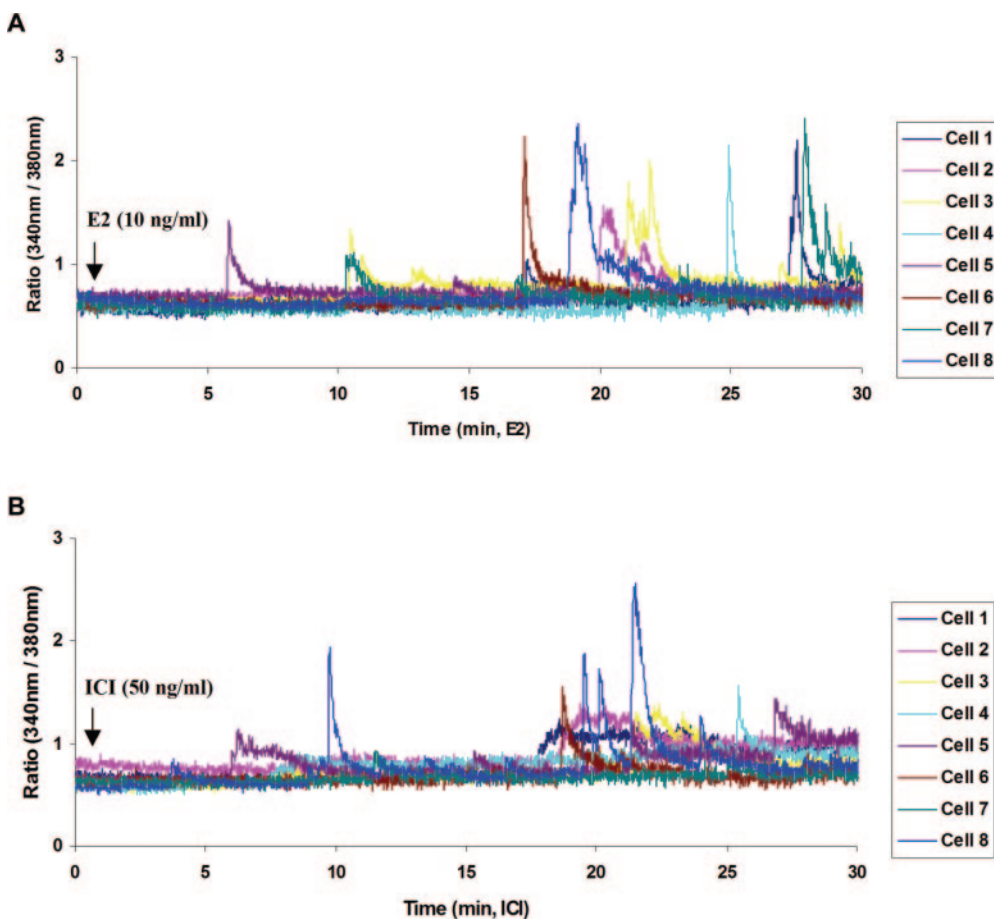 A
3
2
1
0
Ratio (340nm / 380nm)
E2 (10 ng/ml)
0 5 10 15 20 25 30
Time (min, E2)
Cell 1
Cell 2
Cell 3
Cell 4
Cell 5
Cell 6
Cell 7
Cell 8
B
3
2
1
0
Ratio (340nm / 380nm)
ICI (50 ng/ml)
0 5 10 15 20 25 30
Time (min, ICI)
Cell 1
Cell 2
Cell 3
Cell 4
Cell 5
Cell 6
Cell 7
Cell 8